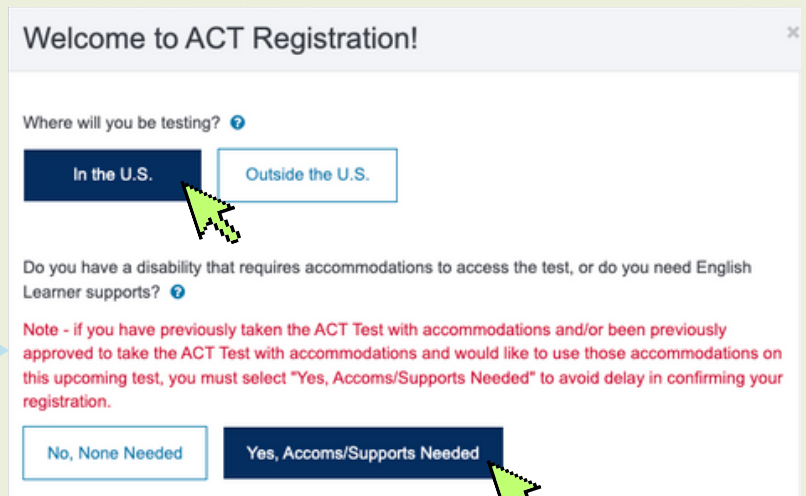 Welcome to ACT Registration!
Where will you be testing?
In the U.S.
Outside the U.S.
Do you have a disability that requires accommodations to access the test, or do you need English
Learner supports?
Note - if you have previously taken the ACT Test with accommodations and/or been previously
approved to take the ACT Test with accommodations and would like to use those accommodations on
this upcoming test, you must select "Yes, Accoms/Supports Needed" to avoid delay in confirming your
registration.
No, None Needed
Yes, Accoms/Supports Needed